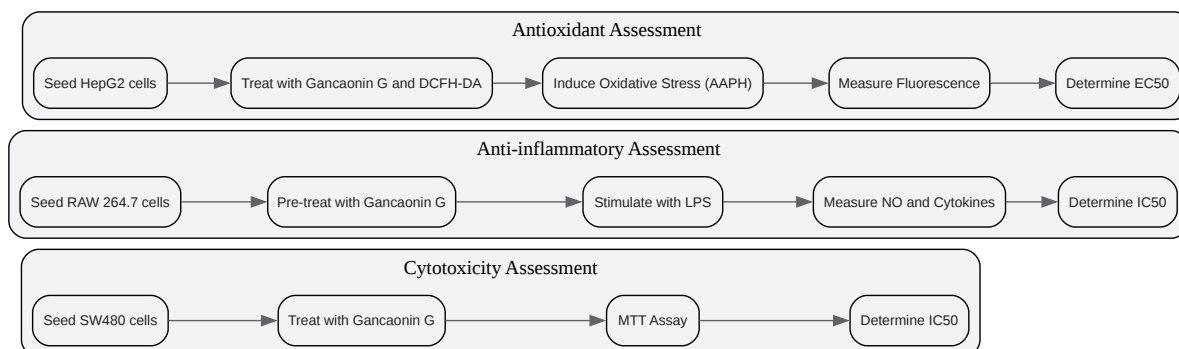 Antioxidant Assessment
Seed HepG2 cells
Treat with Gancaonin G and DCFH-DA
Induce Oxidative Stress (AAPH)
Measure Fluorescence
Determine EC50
Anti-inflammatory Assessment
Seed RAW 264.7 cells
Pre-treat with Gancaonin G
Stimulate with LPS
Measure NO and Cytokines
Determine IC50
Cytotoxicity Assessment
Seed SW480 cells
Treat with Gancaonin G
MTT Assay
Determine IC50